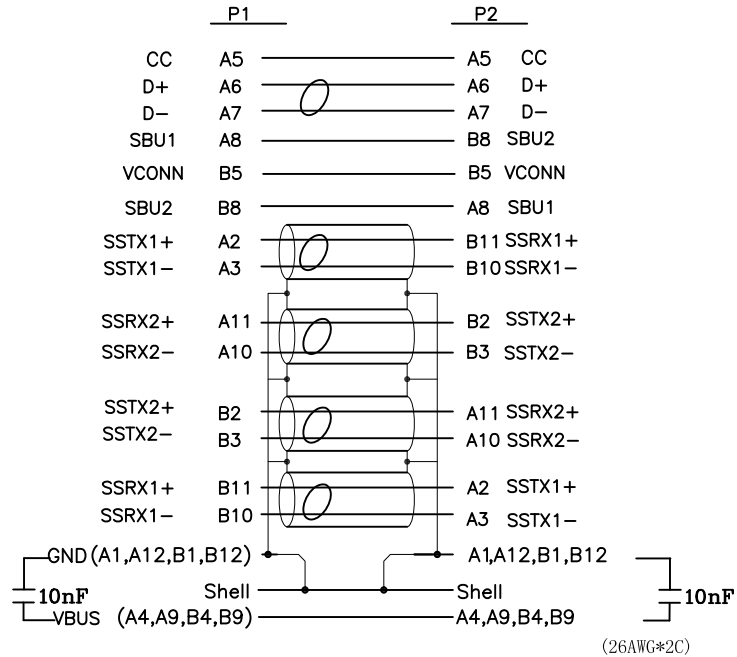 P1 P2
CC A5 A5 CC
D+ A6 A6 D+
D- A7 A7 D-
SBU1 A8 B8 SBU2
VCONN B5 B5 VCONN
SBU2 B8 A8 SBU1
SSTX1+ A2 B11 SSRX1+
SSTX1- A3 B10 SSRX1-
SSRX2+ A11 B2 SSTX2+
SSRX2- A10 B3 SSTX2-
SSTX2+ B2 A11 SSRX2+
SSTX2- B3 A10 SSRX2-
SSRX1+ B11 A2 SSTX1+
SSRX1- B10 A3 SSTX1-
GND (A1,A12,B1,B12) A1,A12,B1,B12
10nF Shell Shell 10nF
VBUS (A4,A9,B4,B9) A4,A9,B4,B9
(26AWG*2C)